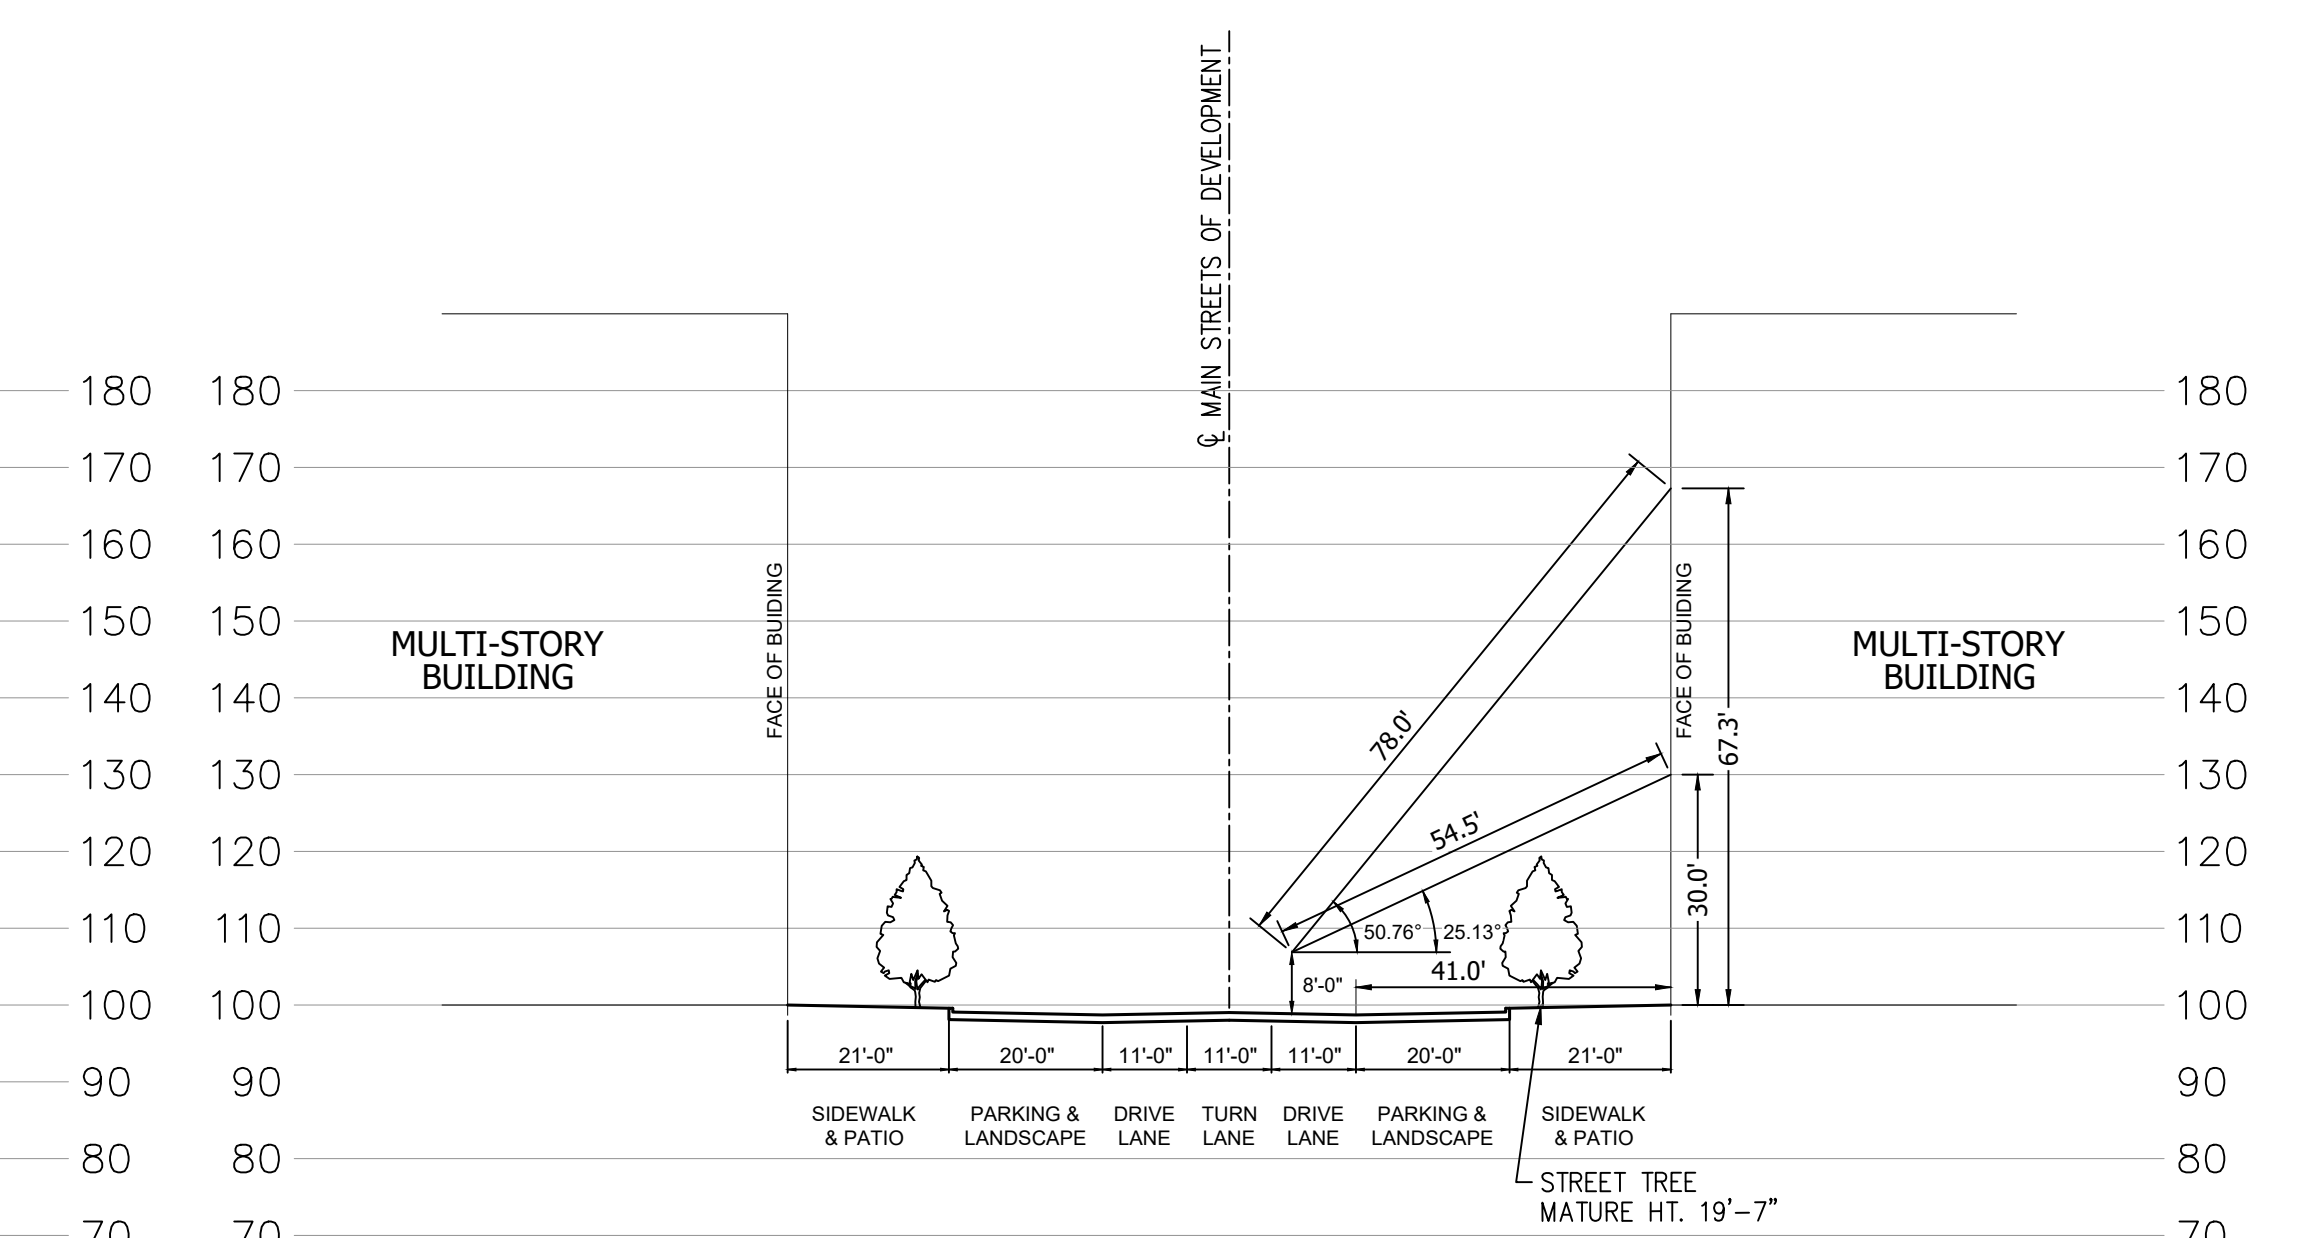 ℄ MAIN STREETS OF DEVELOPMENT
180 180 180
170 170 170
160 160 160
150 150 150
140 140 140
130 130 130
120 120 120
110 110 110
100 100 100
90 90 90
80 80 80
70 70 70
MULTI-STORY
BUILDING
FACE OF BUIDING
FACE OF BUIDING
MULTI-STORY
BUILDING
78.0'
67.3'
54.5'
30.0'
50.76°
25.13°
41.0'
8'-0"
21'-0" 20'-0" 11'-0" 11'-0" 11'-0" 20'-0" 21'-0"
SIDEWALK
& PATIO
PARKING &
LANDSCAPE
DRIVE
LANE
TURN
LANE
DRIVE
LANE
PARKING &
LANDSCAPE
SIDEWALK
& PATIO
STREET TREE
MATURE HT. 19'–7"